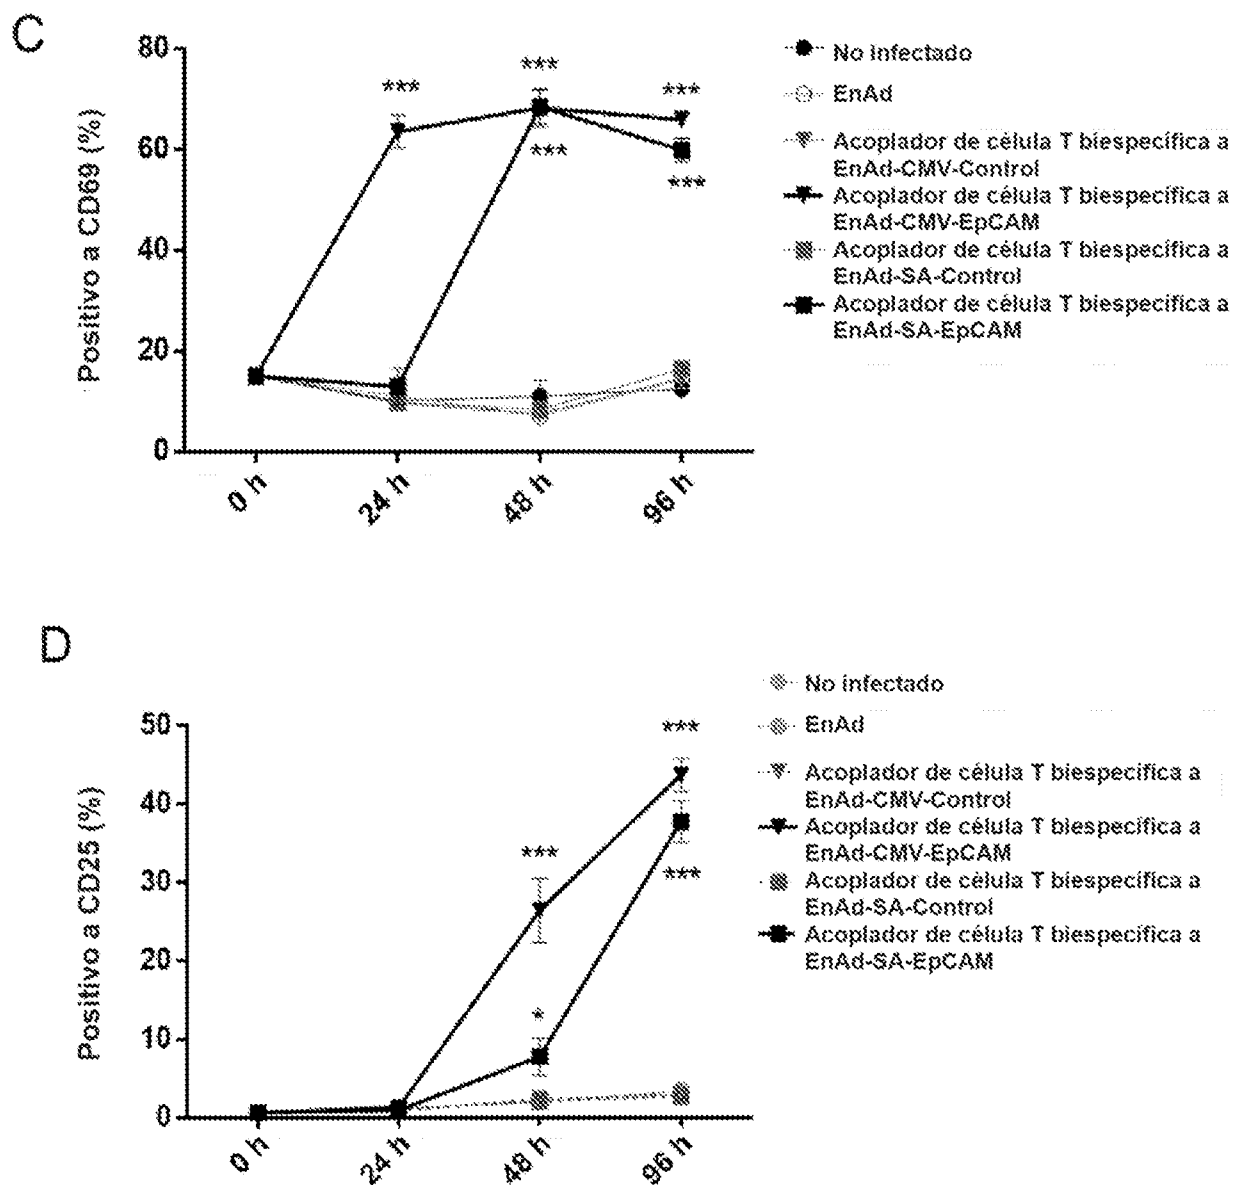 C
80
60
40
20
0
Positivo a CD69 (%)
***
***
***
***
***
0 h
24 h
48 h
96 h
No infectado
EnAd
Acoplador de célula T biespecífica a
EnAd-CMV-Control
Acoplador de célula T biespecífica a
EnAd-CMV-EpCAM
Acoplador de célula T biespecífica a
EnAd-SA-Control
Acoplador de célula T biespecífica a
EnAd-SA-EpCAM
D
50
40
30
20
10
0
Positivo a CD25 (%)
***
***
***
*
0 h
24 h
48 h
96 h
No infectado
EnAd
Acoplador de célula T biespecífica a
EnAd-CMV-Control
Acoplador de célula T biespecífica a
EnAd-CMV-EpCAM
Acoplador de célula T biespecífica a
EnAd-SA-Control
Acoplador de célula T biespecífica a
EnAd-SA-EpCAM